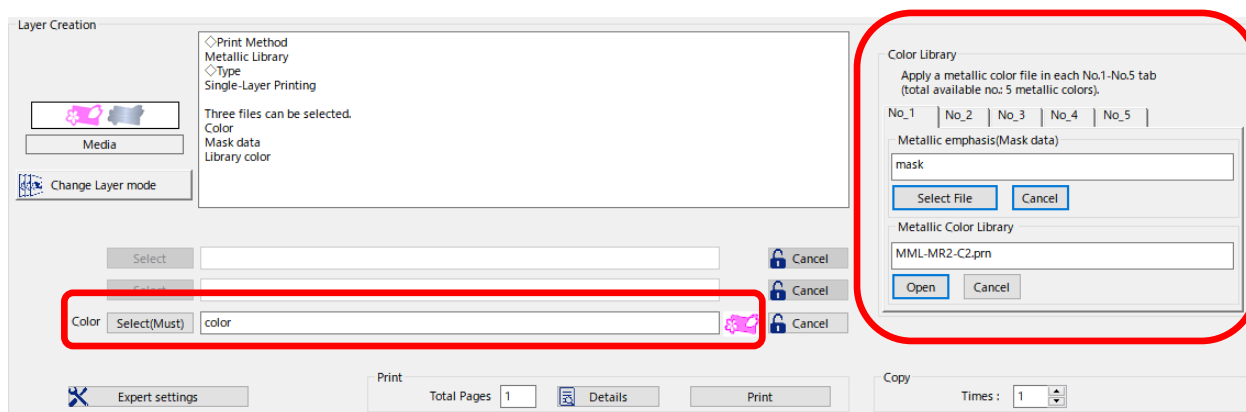 Layer Creation
◇Print Method
Metallic Library
◇Type
Single-Layer Printing
Three files can be selected.
Color
Mask data
Library color
Media
Change Layer mode
Select
Cancel
Select
Cancel
Color Select(Must) color Cancel
Color Library
Apply a metallic color file in each No.1-No.5 tab
(total available no.: 5 metallic colors).
No_1 No_2 No_3 No_4 No_5
Metallic emphasis(Mask data)
mask
Select File Cancel
Metallic Color Library
MML-MR2-C2.prn
Open Cancel
Expert settings
Print
Total Pages 1 Details Print
Copy
Times : 1